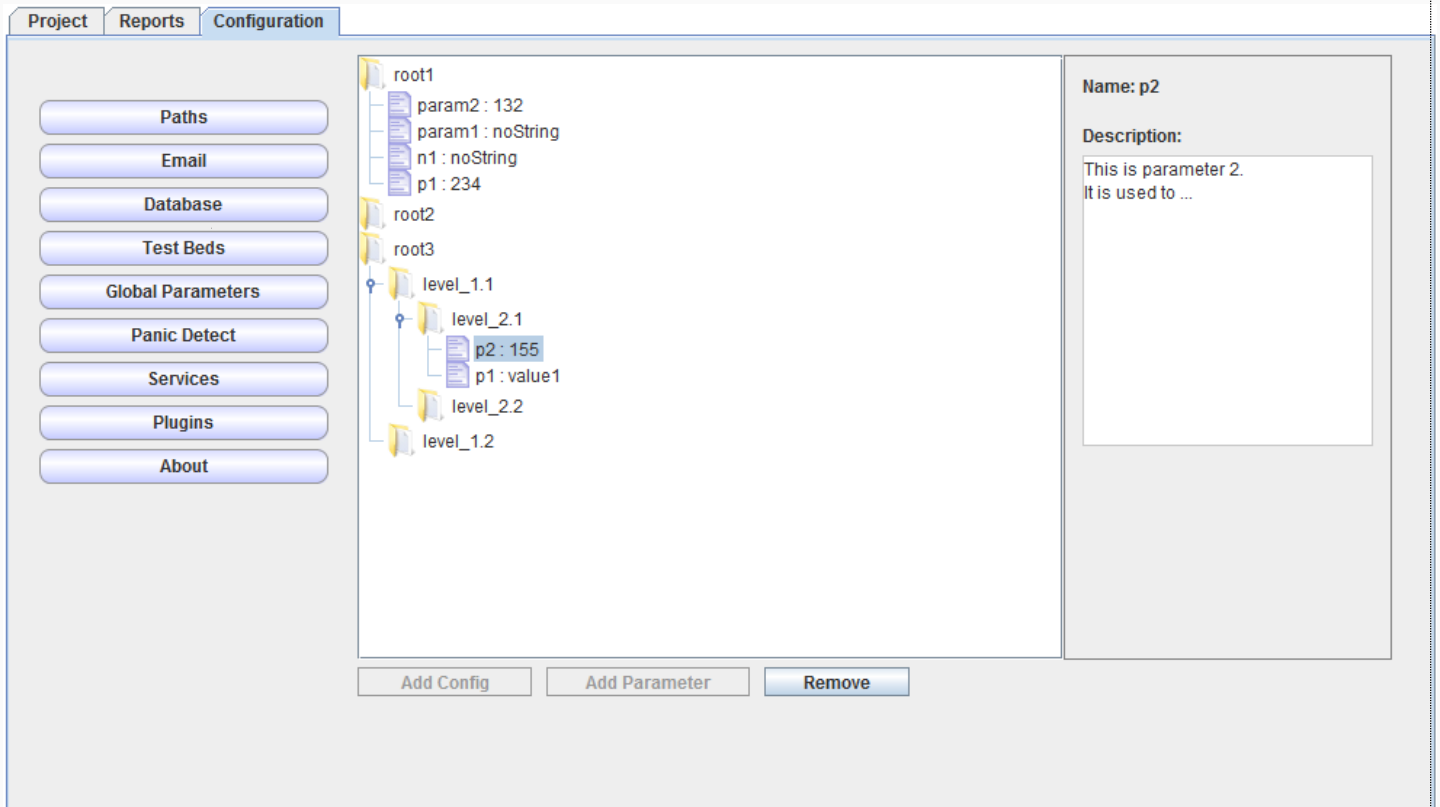 Project Reports Configuration
Paths
Email
Database
Test Beds
Global Parameters
Panic Detect
Services
Plugins
About
root1
param2 : 132
param1 : noString
n1 : noString
p1 : 234
root2
root3
level_1.1
level_2.1
p2 : 155
p1 : value1
level_2.2
level_1.2
Add Config Add Parameter Remove
Name: p2
Description:
This is parameter 2.
It is used to ...